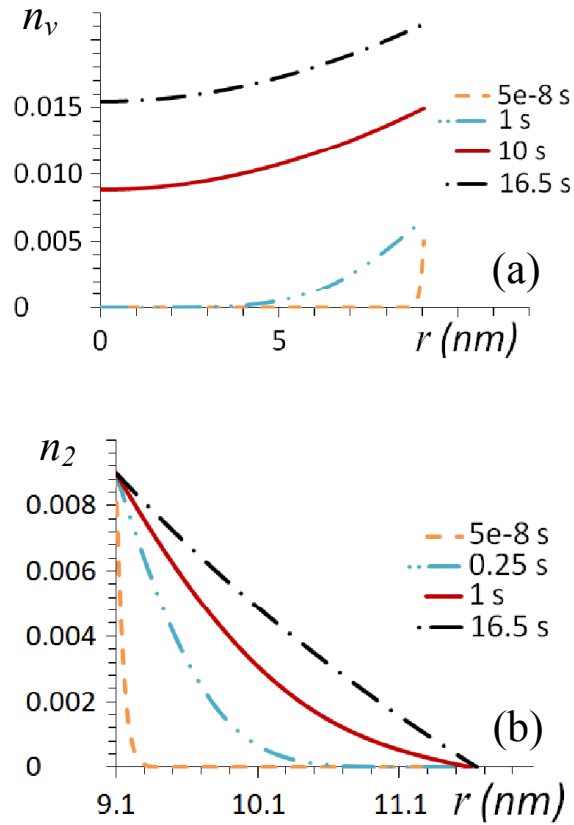 n_v
0.015
0.010
0.005
0
0
5
r (nm)
5e-8 s
1 s
10 s
16.5 s
(a)
n_2
0.008
0.006
0.004
0.002
0
9.1
10.1
11.1
r (nm)
5e-8 s
0.25 s
1 s
16.5 s
(b)